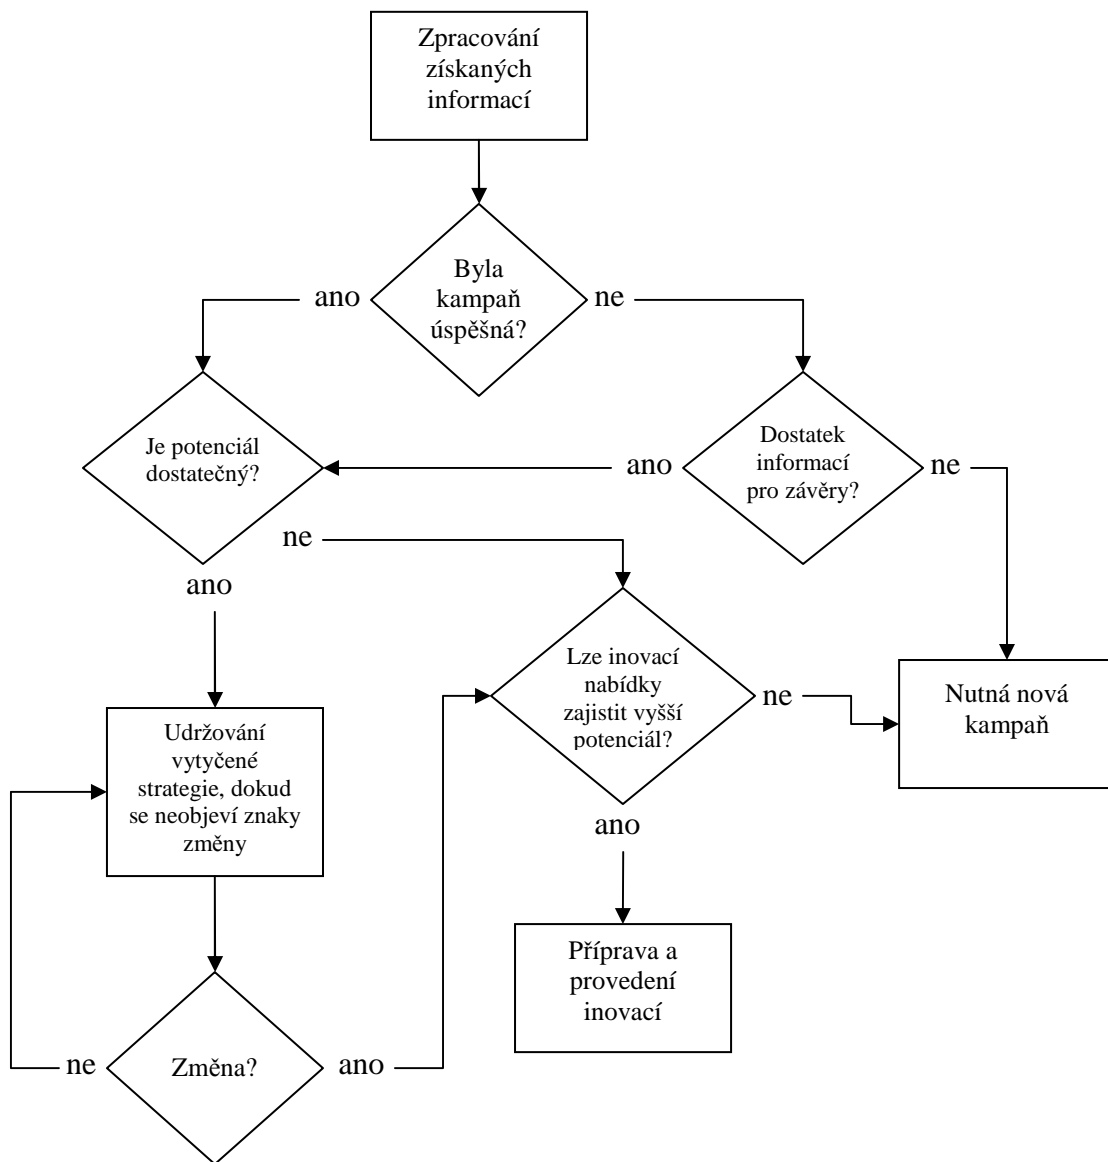 Zpracování
získaných
informací
Byla
kampaň
úspěšná?
ano
ne
Je potenciál
dostatečný?
Dostatek
informací
pro závěry?
ano
ne
ne
ano
Lze inovací
nabídky
zajistit vyšší
potenciál?
ne
Nutná nová
kampaň
Udržování
vytyčené
strategie, dokud
se neobjeví znaky
změny
ano
Příprava a
provedení
inovací
ne
Změna?
ano